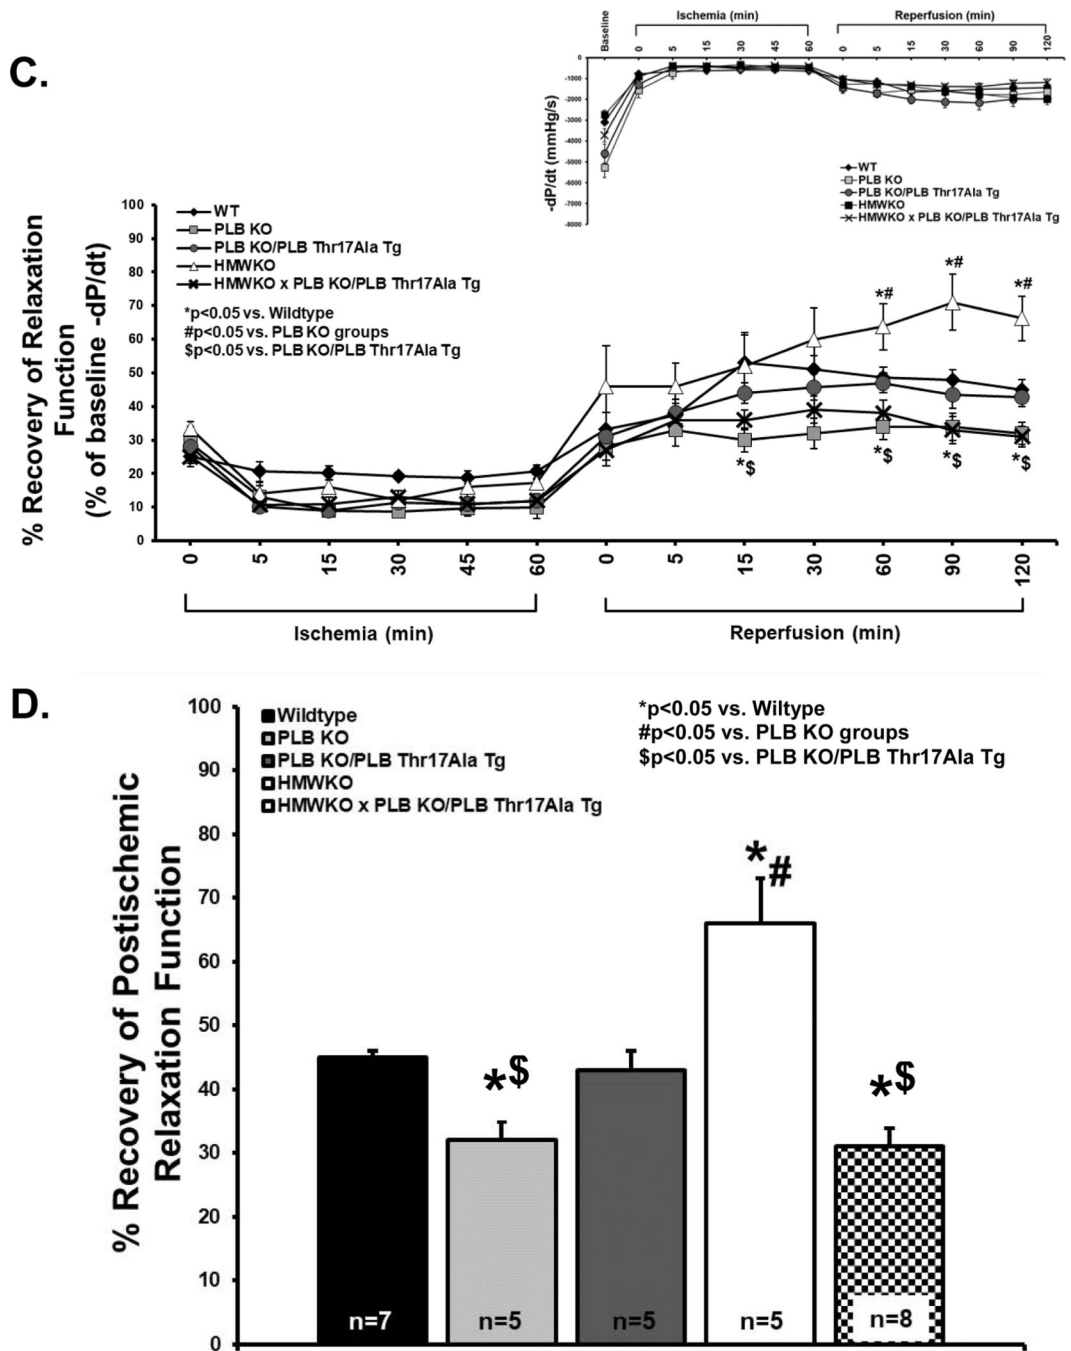 C.
Baseline
Ischemia (min)
Reperfusion (min)
0 5 15 30 45 60 0 5 15 30 60 90 120
0
-1000
-2000
-3000
-4000
-5000
-6000
-7000
-8000
-dP/dt (mmHg/s)
WT
PLB KO
PLB KO/PLB Thr17Ala Tg
HMWKO
HMWKO x PLB KO/PLB Thr17Ala Tg
% Recovery of Relaxation
Function
(% of baseline -dP/dt)
100
90
80
70
60
50
40
30
20
10
0
WT
PLB KO
PLB KO/PLB Thr17Ala Tg
HMWKO
HMWKO x PLB KO/PLB Thr17Ala Tg
*p<0.05 vs. Wildtype
#p<0.05 vs. PLB KO groups
$p<0.05 vs. PLB KO/PLB Thr17Ala Tg
*# *# *#
*$ *$ *$ *$
0 5 15 30 45 60 0 5 15 30 60 90 120
Ischemia (min)
Reperfusion (min)
D.
% Recovery of Postischemic
Relaxation Function
100
90
80
70
60
50
40
30
20
10
0
Wildtype
PLB KO
PLB KO/PLB Thr17Ala Tg
HMWKO
HMWKO x PLB KO/PLB Thr17Ala Tg
*p<0.05 vs. Wiltype
#p<0.05 vs. PLB KO groups
$p<0.05 vs. PLB KO/PLB Thr17Ala Tg
*$ *# *$
n=7 n=5 n=5 n=5 n=8